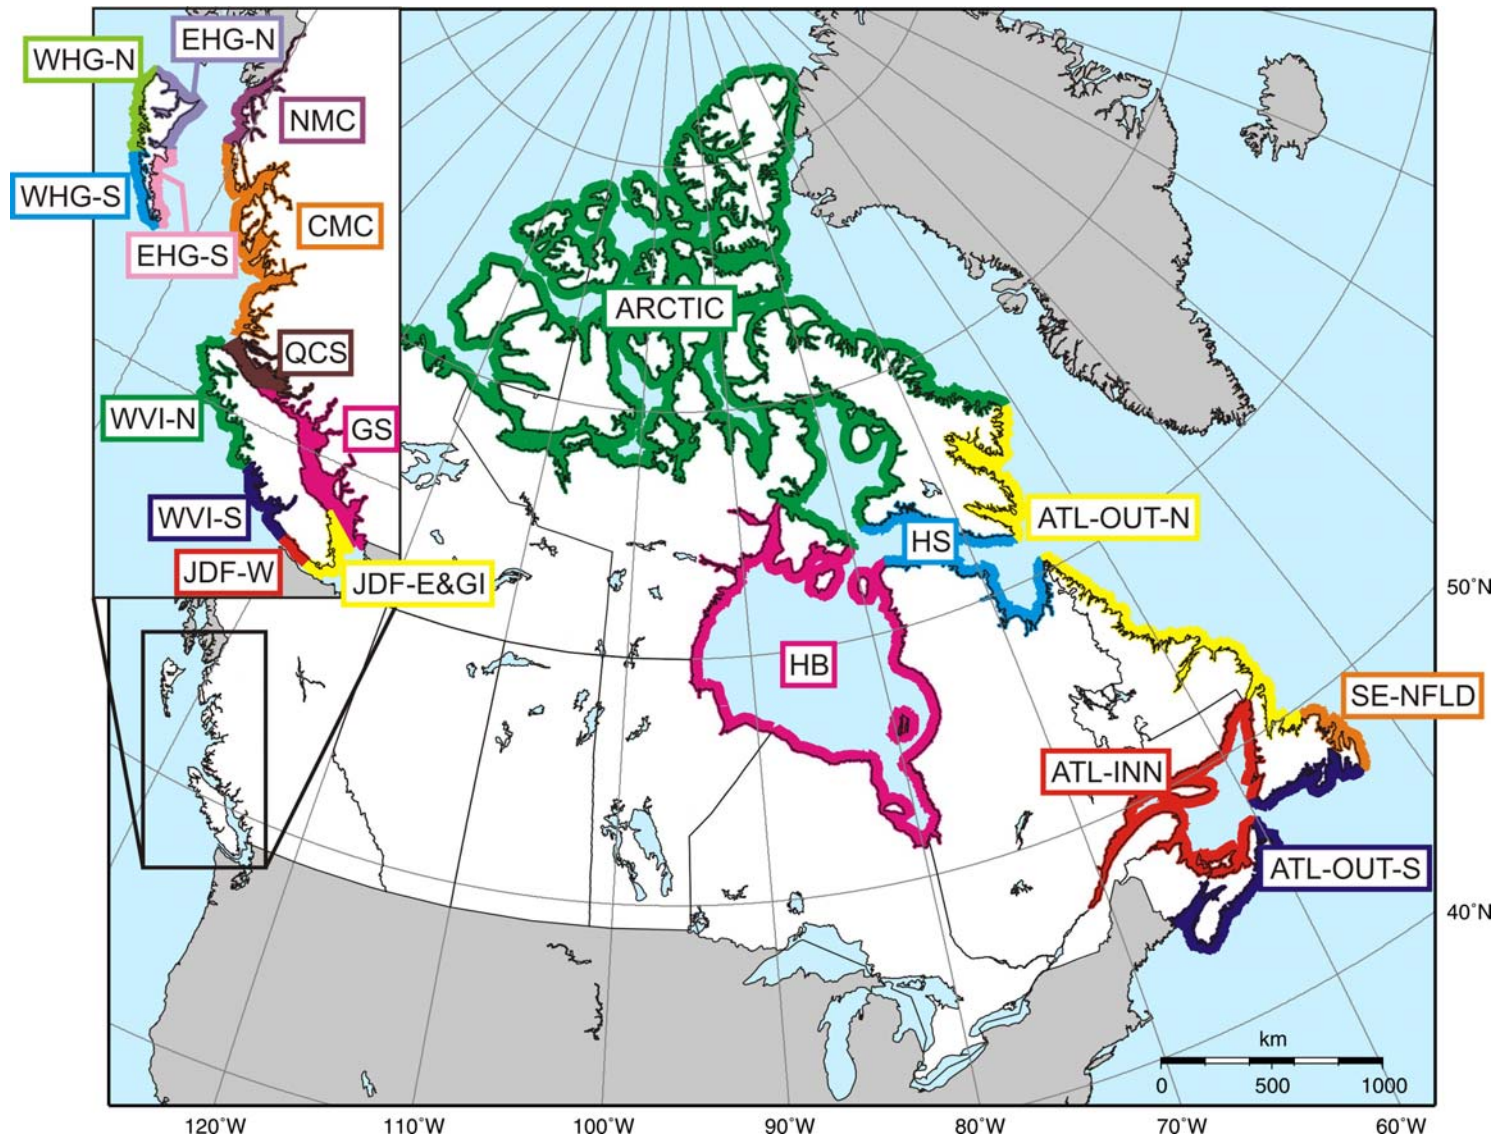 EHG-N
WHG-N
NMC
WHG-S
CMC
EHG-S
ARCTIC
QCS
WVI-N
GS
WVI-S
ATL-OUT-N
HS
JDF-W
JDF-E&GI
50°N
HB
SE-NFLD
ATL-INN
ATL-OUT-S
40°N
km
0 500 1000
120°W 110°W 100°W 90°W 80°W 70°W 60°W